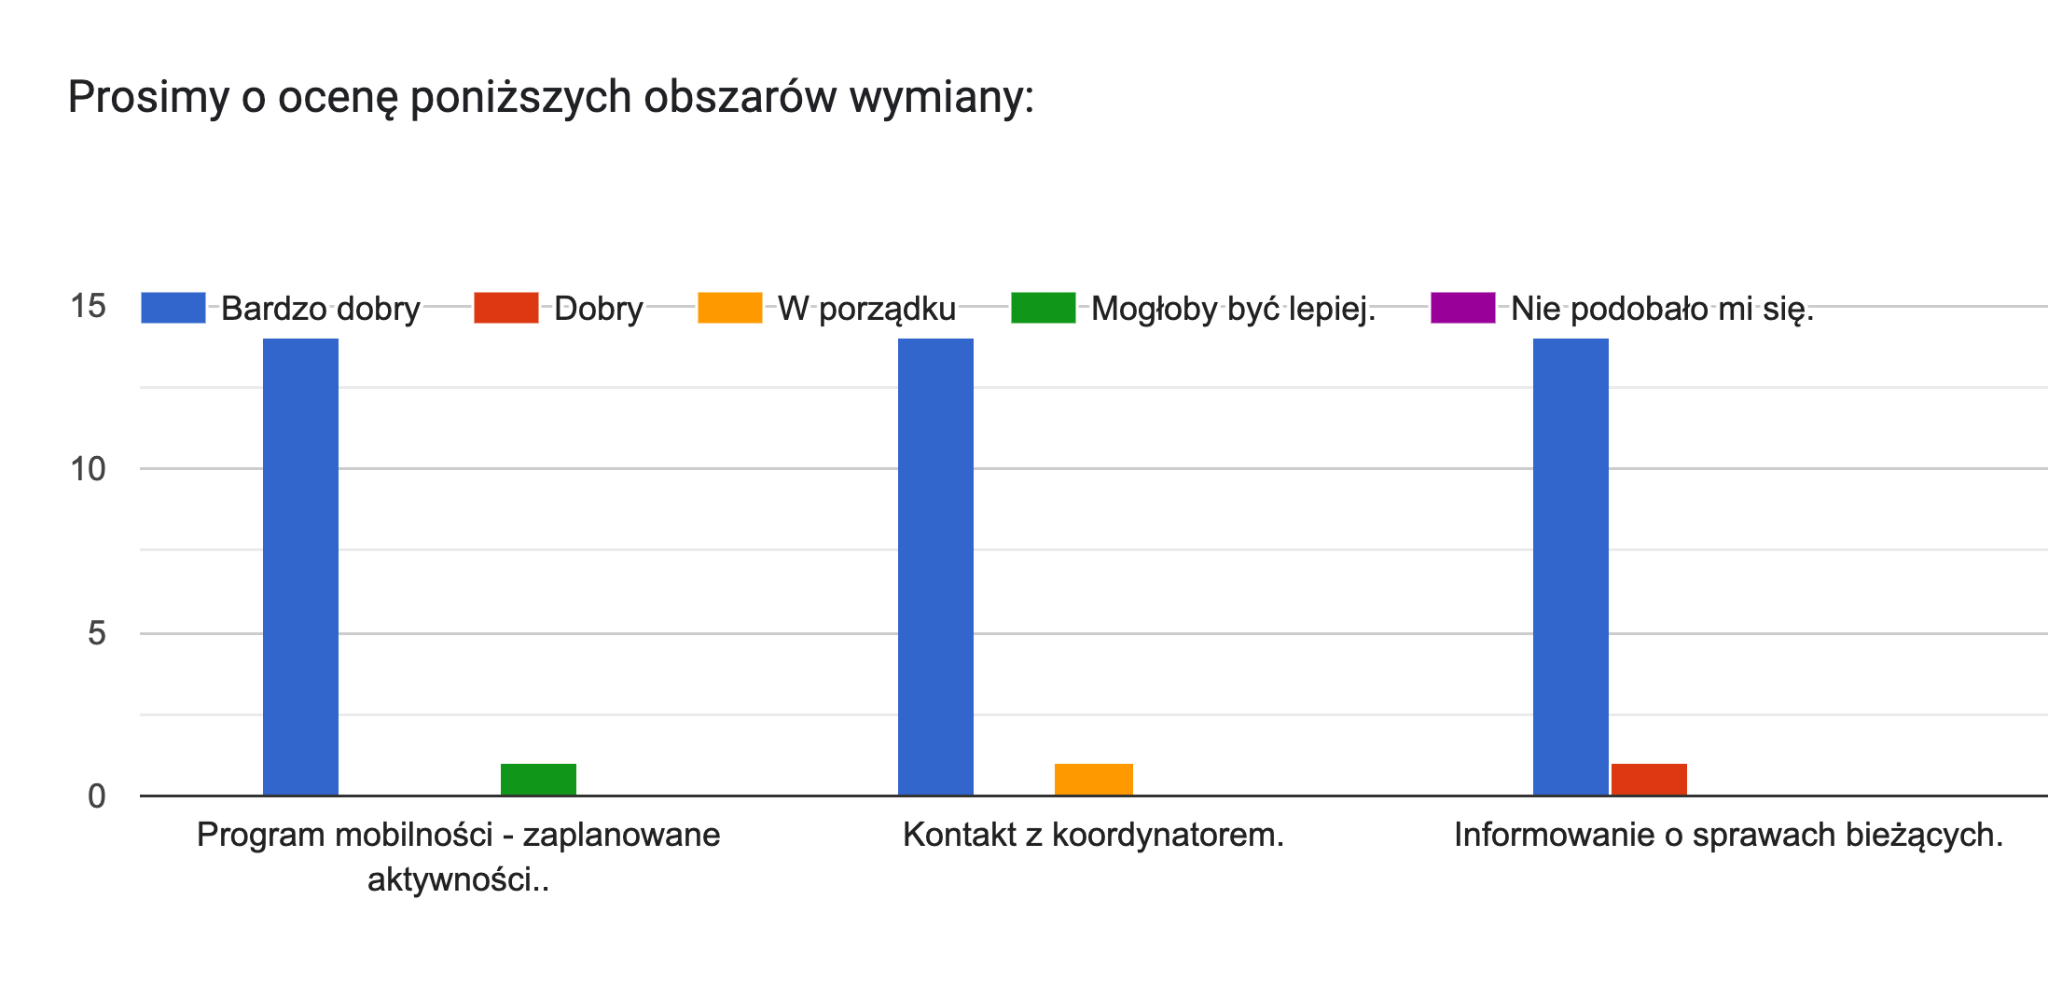 Prosimy o ocenę poniższych obszarów wymiany:
15
Bardzo dobry Dobry W porządku Mogłoby być lepiej. Nie podobało mi się.
10
5
0
Program mobilności - zaplanowane aktywności..
Kontakt z koordynatorem.
Informowanie o sprawach bieżących.